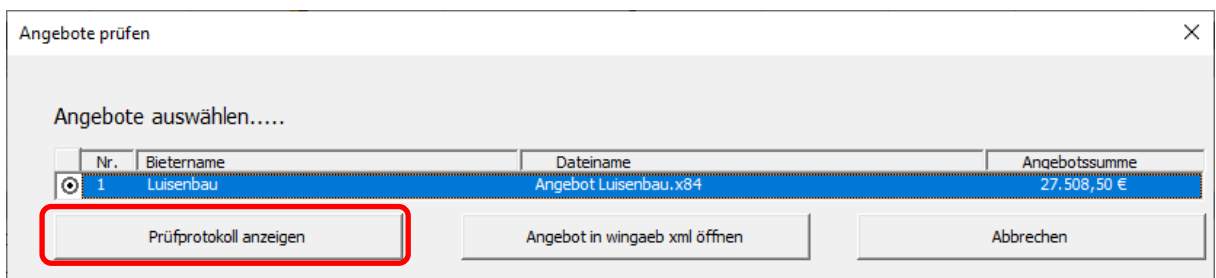 Angebote prüfen
Angebote auswählen.....
Nr. Bietername Dateiname Angebotssumme
1 Luisenbau Angebot Luisenbau.x84 27.508,50 €
Prüfprotokoll anzeigen Angebot in wingaeb xml öffnen Abbrechen